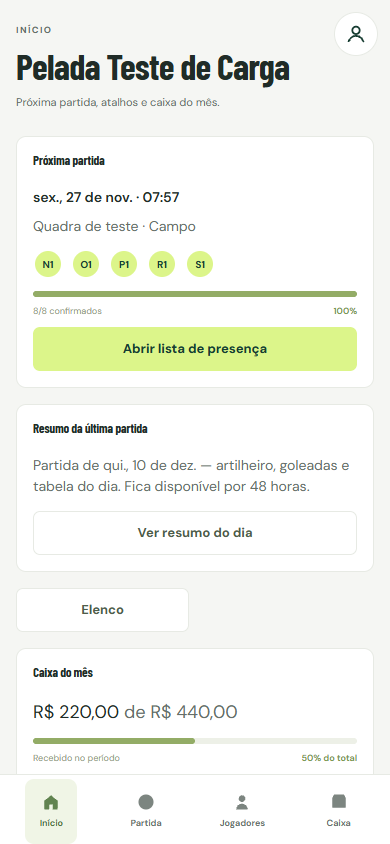 INÍCIO
Pelada Teste de Carga
Próxima partida, atalhos e caixa do mês.
Próxima partida
sex., 27 de nov. · 07:57
Quadra de teste · Campo
N1 O1 P1 R1 S1
8/8 confirmados 100%
Abrir lista de presença
Resumo da última partida
Partida de qui., 10 de dez. — artilheiro, goleadas e
tabela do dia. Fica disponível por 48 horas.
Ver resumo do dia
Elenco
Caixa do mês
R$ 220,00 de R$ 440,00
Recebido no período 50% do total
Início Partida Jogadores Caixa